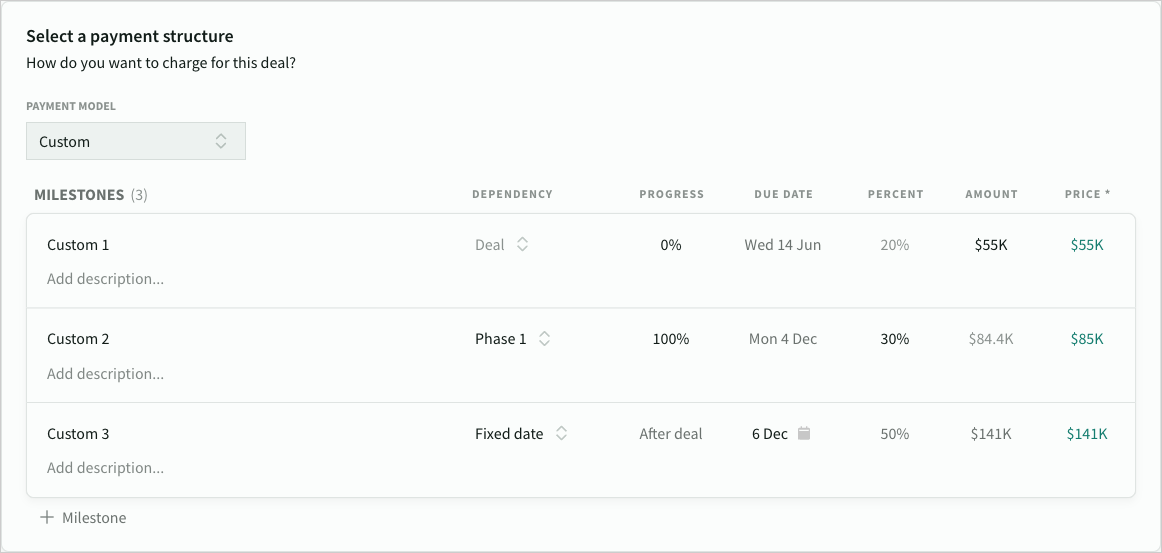 Select a payment structure
How do you want to charge for this deal?
PAYMENT MODEL
Custom
MILESTONES (3) DEPENDENCY PROGRESS DUE DATE PERCENT AMOUNT PRICE *
Custom 1 Deal 0% Wed 14 Jun 20% $55K $55K
Add description...
Custom 2 Phase 1 100% Mon 4 Dec 30% $84.4K $85K
Add description...
Custom 3 Fixed date After deal 6 Dec 50% $141K $141K
Add description...
+ Milestone